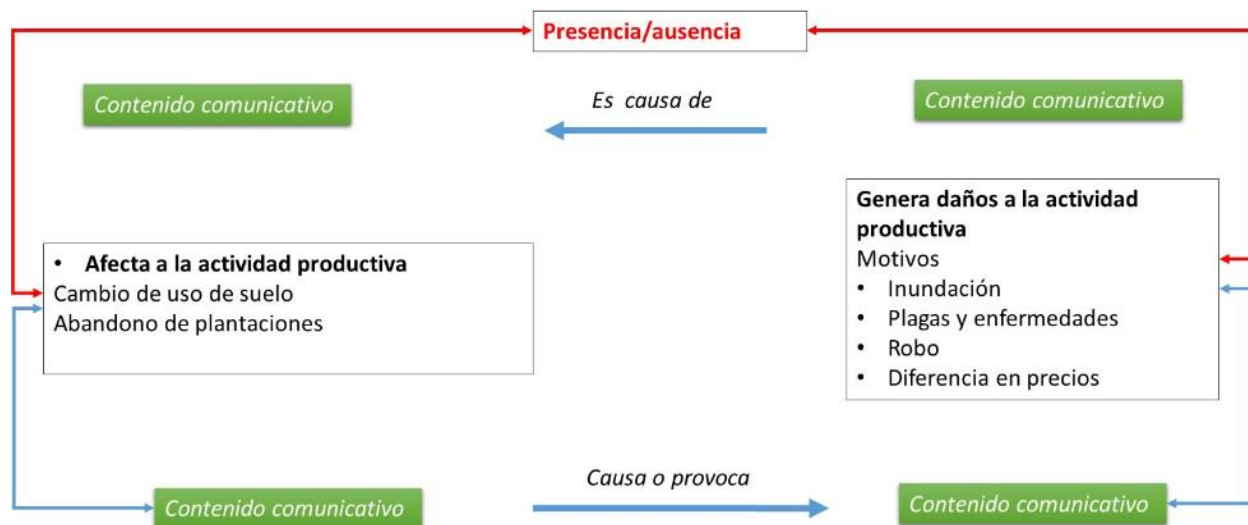 Presencia/ausencia
Contenido comunicativo
Es causa de
Contenido comunicativo
• Afecta a la actividad productiva
Cambio de uso de suelo
Abandono de plantaciones
Genera daños a la actividad
productiva
Motivos
• Inundación
• Plagas y enfermedades
• Robo
• Diferencia en precios
Contenido comunicativo
Causa o provoca
Contenido comunicativo